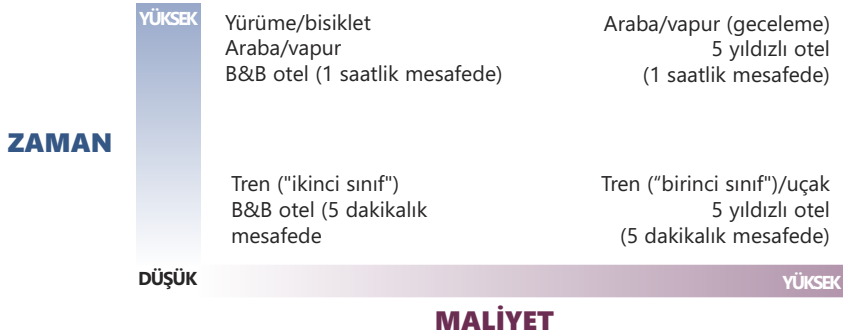 YÜKSEK
Yürüme/bisiklet
Araba/vapur
B&B otel (1 saatlik mesafede)
Araba/vapur (geceleme)
5 yıldızlı otel
(1 saatlik mesafede)
ZAMAN
Tren ("ikinci sınıf")
B&B otel (5 dakikalık
mesafede
Tren (“birinci sınıf")/uçak
5 yıldızlı otel
(5 dakikalık mesafede)
DÜŞÜK
YÜKSEK
MALİYET